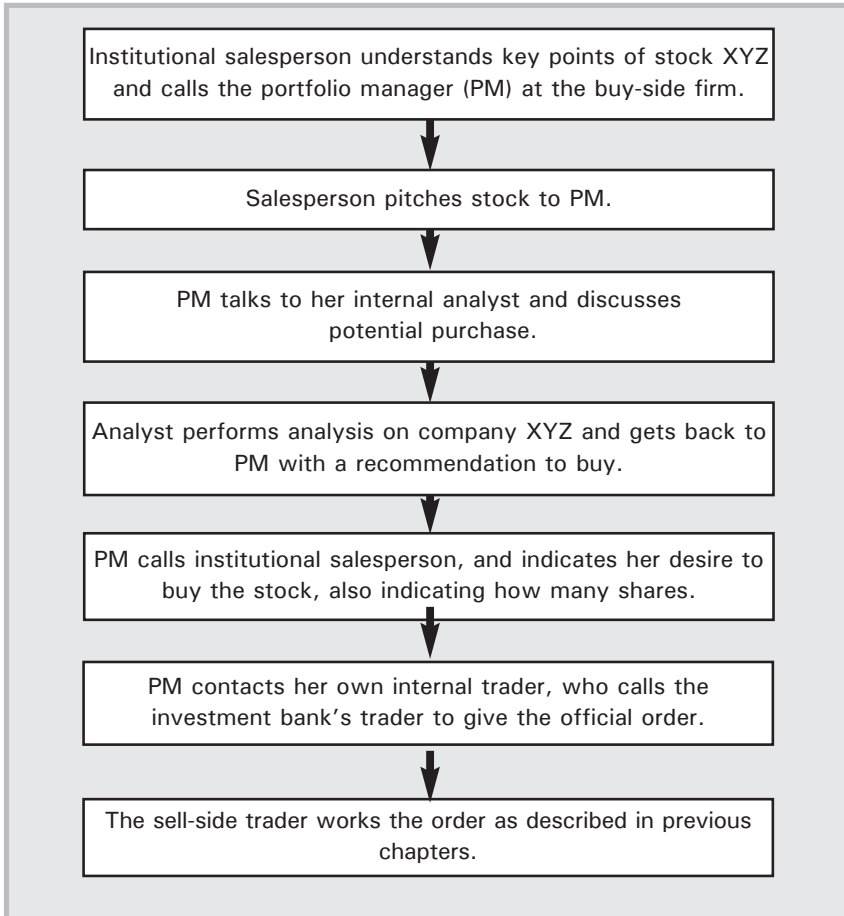 Institutional salesperson understands key points of stock XYZ
and calls the portfolio manager (PM) at the buy-side firm.
Salesperson pitches stock to PM.
PM talks to her internal analyst and discusses
potential purchase.
Analyst performs analysis on company XYZ and gets back to
PM with a recommendation to buy.
PM calls institutional salesperson, and indicates her desire to
buy the stock, also indicating how many shares.
PM contacts her own internal trader, who calls the
investment bank’s trader to give the official order.
The sell-side trader works the order as described in previous
chapters.